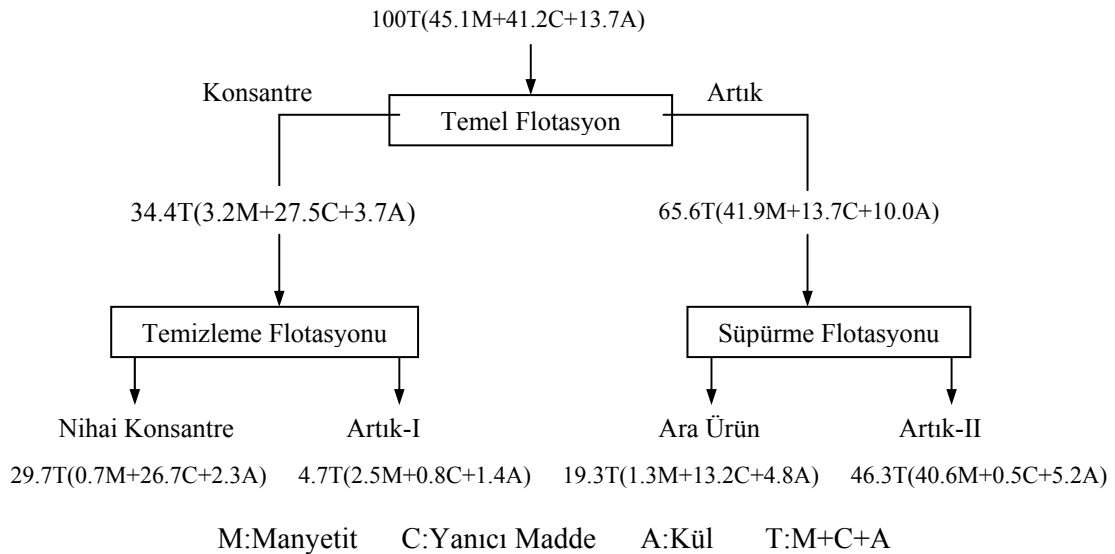 100T(45.1M+41.2C+13.7A)
Konsantre Artık
Temel Flotasyon
34.4T(3.2M+27.5C+3.7A) 65.6T(41.9M+13.7C+10.0A)
Temizleme Flotasyonu Süpürme Flotasyonu
Nihai Konsantre Artık-I Ara Ürün Artık-II
29.7T(0.7M+26.7C+2.3A) 4.7T(2.5M+0.8C+1.4A) 19.3T(1.3M+13.2C+4.8A) 46.3T(40.6M+0.5C+5.2A)
M:Manyetit C:Yanıcı Madde A:Kül T:M+C+A